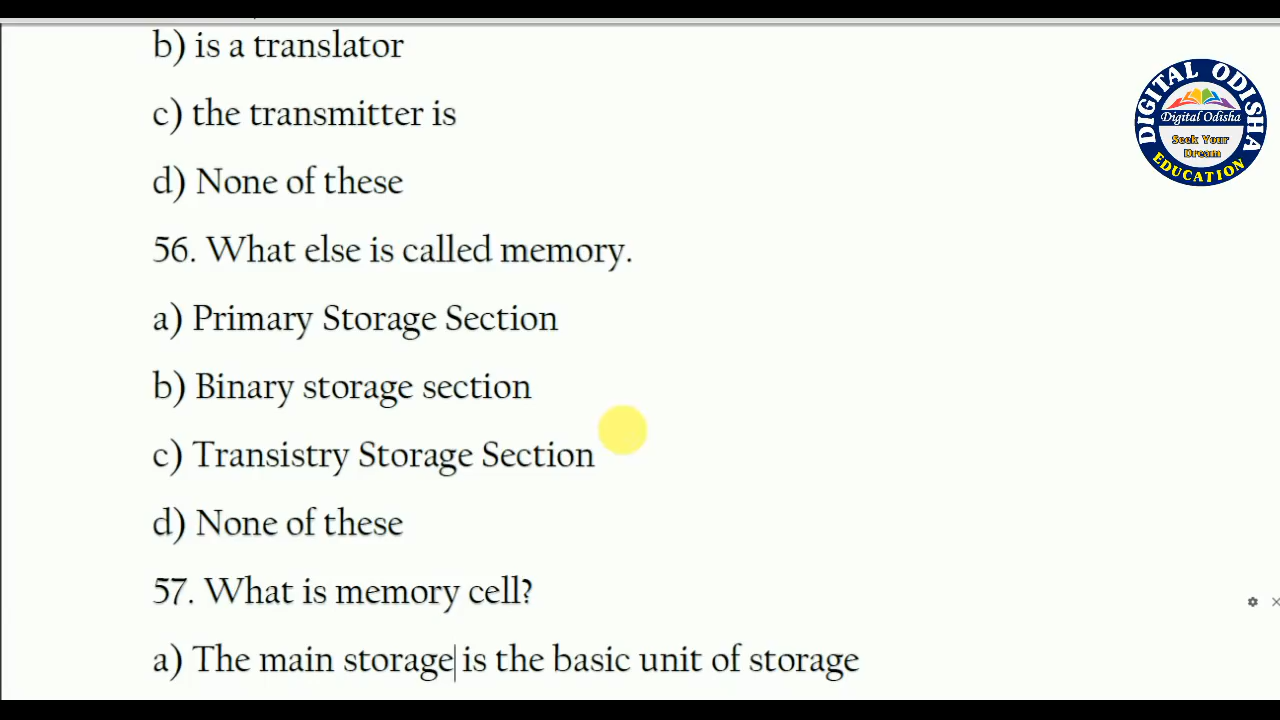 b) is a translator
c) the transmitter is
d) None of these
56. What else is called memory.
a) Primary Storage Section
b) Binary storage section
c) Transistry Storage Section
d) None of these
57. What is memory cell?
a) The main storage is the basic unit of storage
DIGITAL ODISHA
Digital Odisha
Seek Your
Dream
EDUCATION